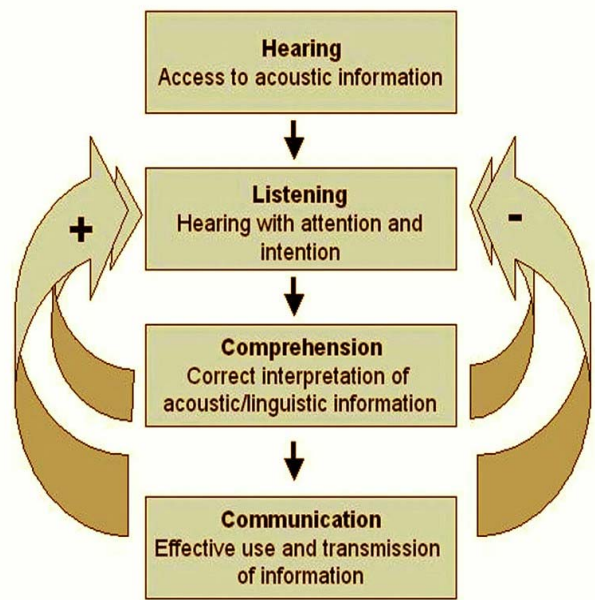 Hearing
Access to acoustic information
Listening
+
-
Hearing with attention and
intention
Comprehension
Correct interpretation of
acoustic/linguistic information
Communication
Effective use and transmission
of information